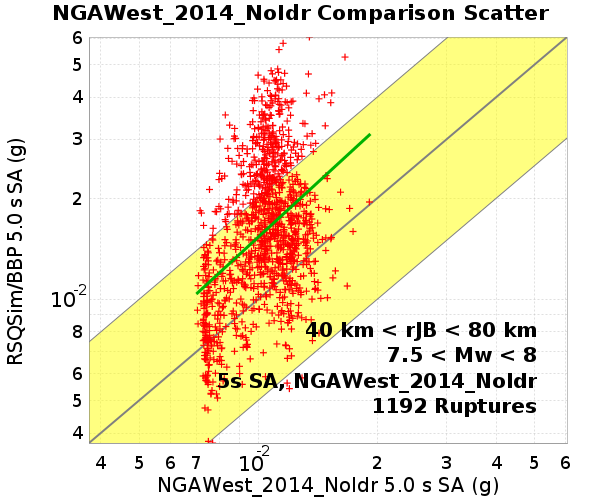 NGAWest_2014_NoIdr Comparison Scatter
RSQSim/BBP 5.0 s SA (g)
6
5
4
3
2
10-2
8
7
6
5
4
40 km < rJB < 80 km
7.5 < Mw < 8
5s SA, NGAWest_2014_NoIdr
1192 Ruptures
4 5 6 7 10-2 2 3 4 5 6
NGAWest_2014_NoIdr 5.0 s SA (g)